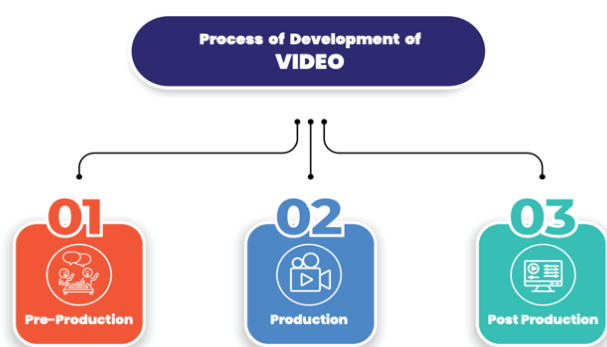 Process of Development of
VIDEO
01
02
03
Pre-Production
Production
Post Production